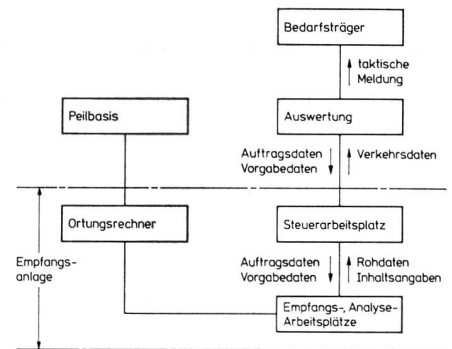 Bedarfsträger
taktische
Meldung
Peilbasis
Auswertung
Auftragsdaten
Vorgabedaten
Verkehrsdaten
Ortungsrechner
Steuerarbeitsplatz
Empfangs-
anlage
Auftragsdaten
Vorgabedaten
Rohdaten
Inhaltsangaben
Empfangs-, Analyse-
Arbeitsplätze